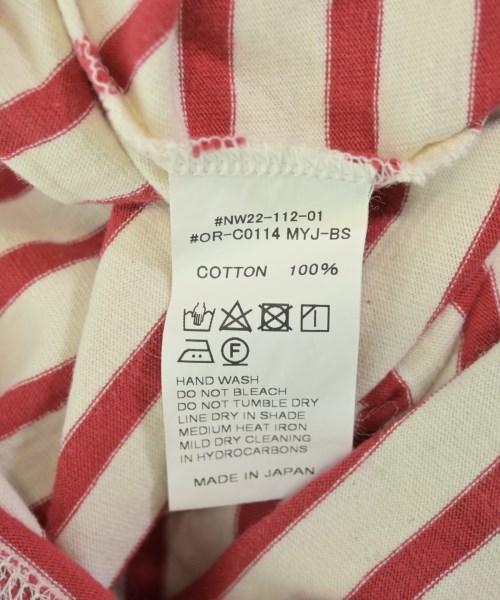 #NW22-112-01
#OR-C0114 MYJ-BS
COTTON 100%
F
HAND WASH
DO NOT BLEACH
DO NOT TUMBLE DRY
LINE DRY IN SHADE
MEDIUM HEAT IRON
MILD DRY CLEANING
IN HYDROCARBONS
MADE IN JAPAN